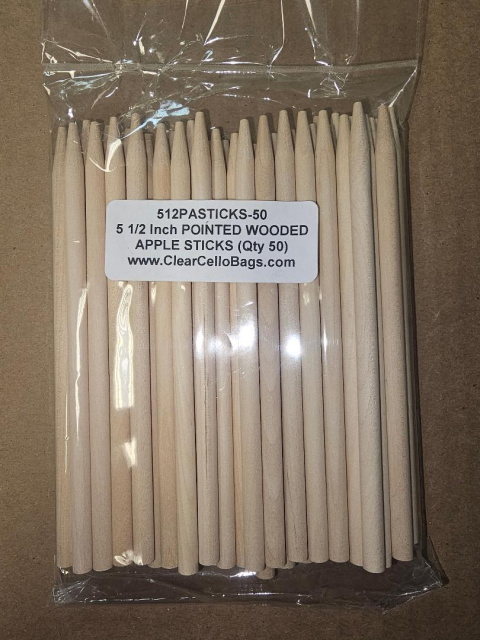 512PASTICKS-50
5 1/2 Inch POINTED WOODED
APPLE STICKS (Qty 50)
www.ClearCelloBags.com